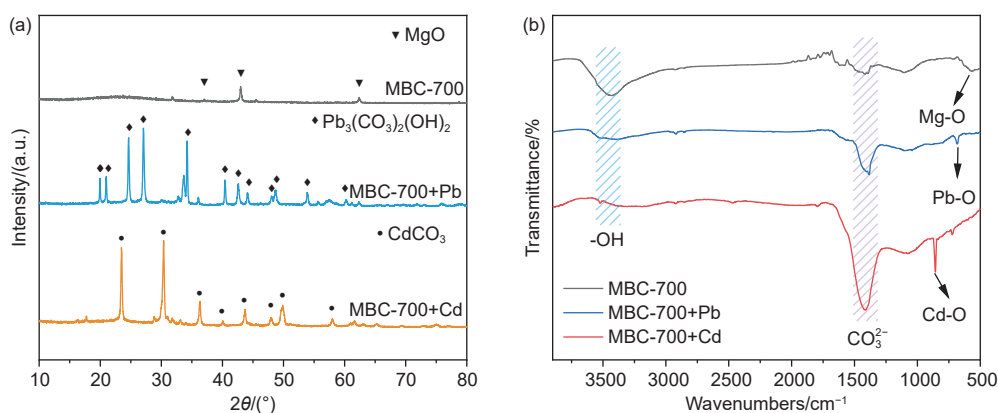 (a)
▼ MgO
MBC-700
♦ Pb₃(CO₃)₂(OH)₂
MBC-700+Pb
• CdCO₃
MBC-700+Cd
Intensity/(a.u.)
10 20 30 40 50 60 70 80
2θ/(°)
(b)
Mg-O
Pb-O
-OH
Cd-O
CO₃²⁻
MBC-700
MBC-700+Pb
MBC-700+Cd
Transmittance/%
3500 3000 2500 2000 1500 1000 500
Wavenumbers/cm⁻¹